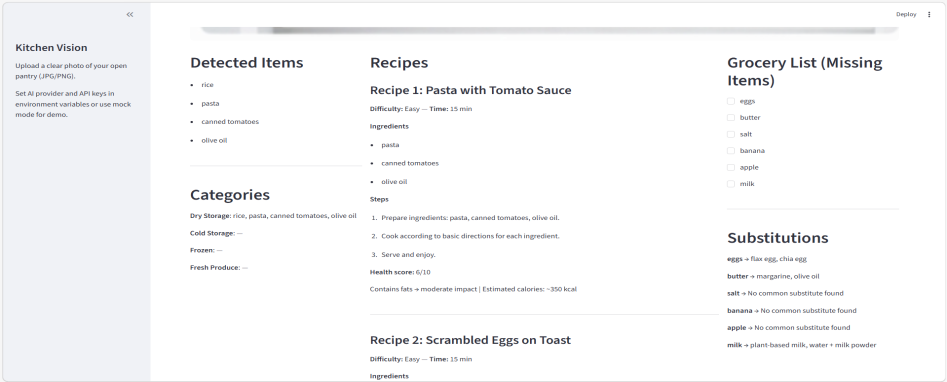 Deploy
Kitchen Vision
Upload a clear photo of your open
pantry (JPG/PNG).
Set AI provider and API keys in
environment variables or use mock
mode for demo.
Detected Items
• rice
• pasta
• canned tomatoes
• olive oil
Categories
Dry Storage: rice, pasta, canned tomatoes, olive oil
Cold Storage: —
Frozen: —
Fresh Produce: —
Recipes
Recipe 1: Pasta with Tomato Sauce
Difficulty: Easy — Time: 15 min
Ingredients
• pasta
• canned tomatoes
• olive oil
Steps
1. Prepare ingredients: pasta, canned tomatoes, olive oil.
2. Cook according to basic directions for each ingredient.
3. Serve and enjoy.
Health score: 6/10
Contains fats → moderate impact | Estimated calories: ~350 kcal
Recipe 2: Scrambled Eggs on Toast
Difficulty: Easy — Time: 15 min
Ingredients
Grocery List (Missing
Items)
eggs
butter
salt
banana
apple
milk
Substitutions
eggs → flax egg, chia egg
butter → margarine, olive oil
salt → No common substitute found
banana → No common substitute found
apple → No common substitute found
milk → plant-based milk, water + milk powder